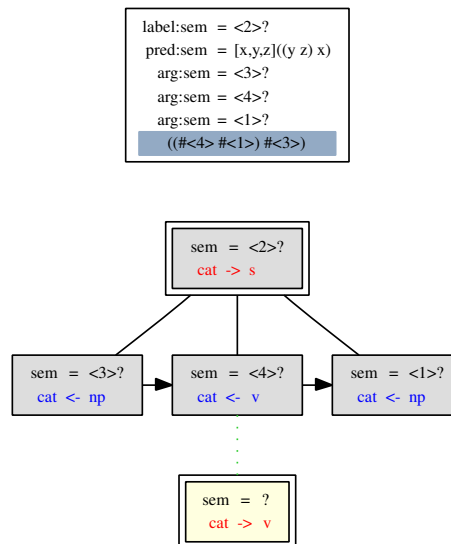 label:sem = <2>?
pred:sem = [x,y,z]((y z) x)
arg:sem = <3>?
arg:sem = <4>?
arg:sem = <1>?
((#<4> #<1>) #<3>)
sem = <2>?
cat -> s
sem = <3>?
cat <- np
sem = <4>?
cat <- v
sem = <1>?
cat <- np
sem = ?
cat -> v